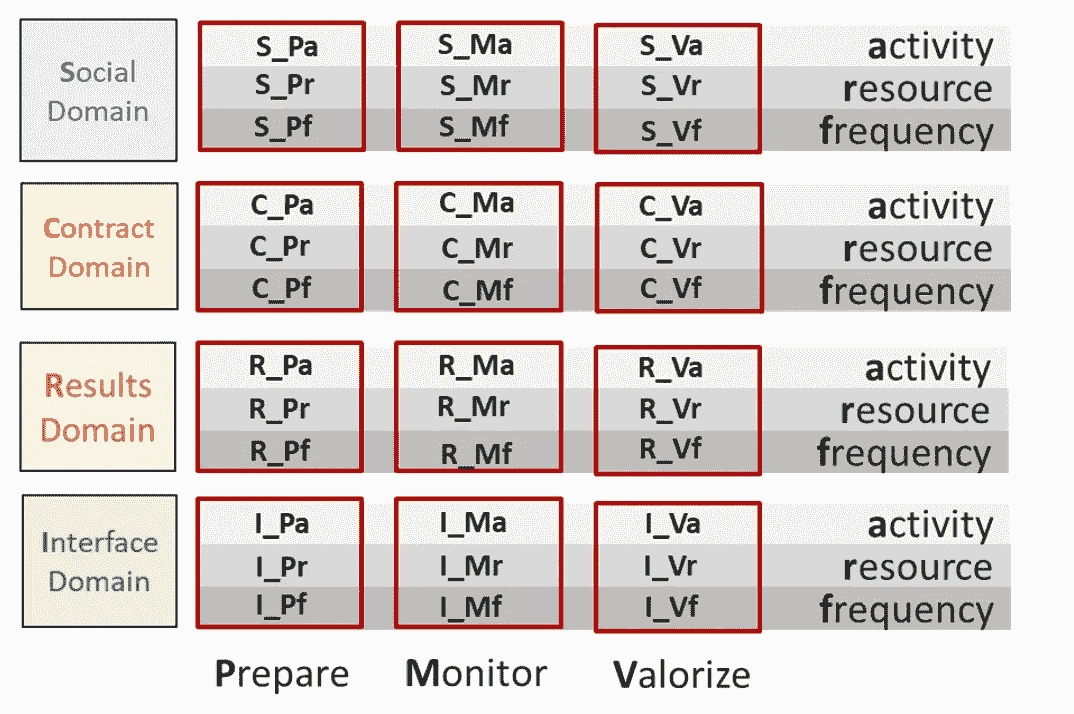 Social Domain
S_Pa S_Ma S_Va activity
S_Pr S_Mr S_Vr resource
S_Pf S_Mf S_Vf frequency
Contract Domain
C_Pa C_Ma C_Va activity
C_Pr C_Mr C_Vr resource
C_Pf C_Mf C_Vf frequency
Results Domain
R_Pa R_Ma R_Va activity
R_Pr R_Mr R_Vr resource
R_Pf R_Mf R_Vf frequency
Interface Domain
I_Pa I_Ma I_Va activity
I_Pr I_Mr I_Vr resource
I_Pf I_Mf I_Vf frequency
Prepare Monitor Valorize